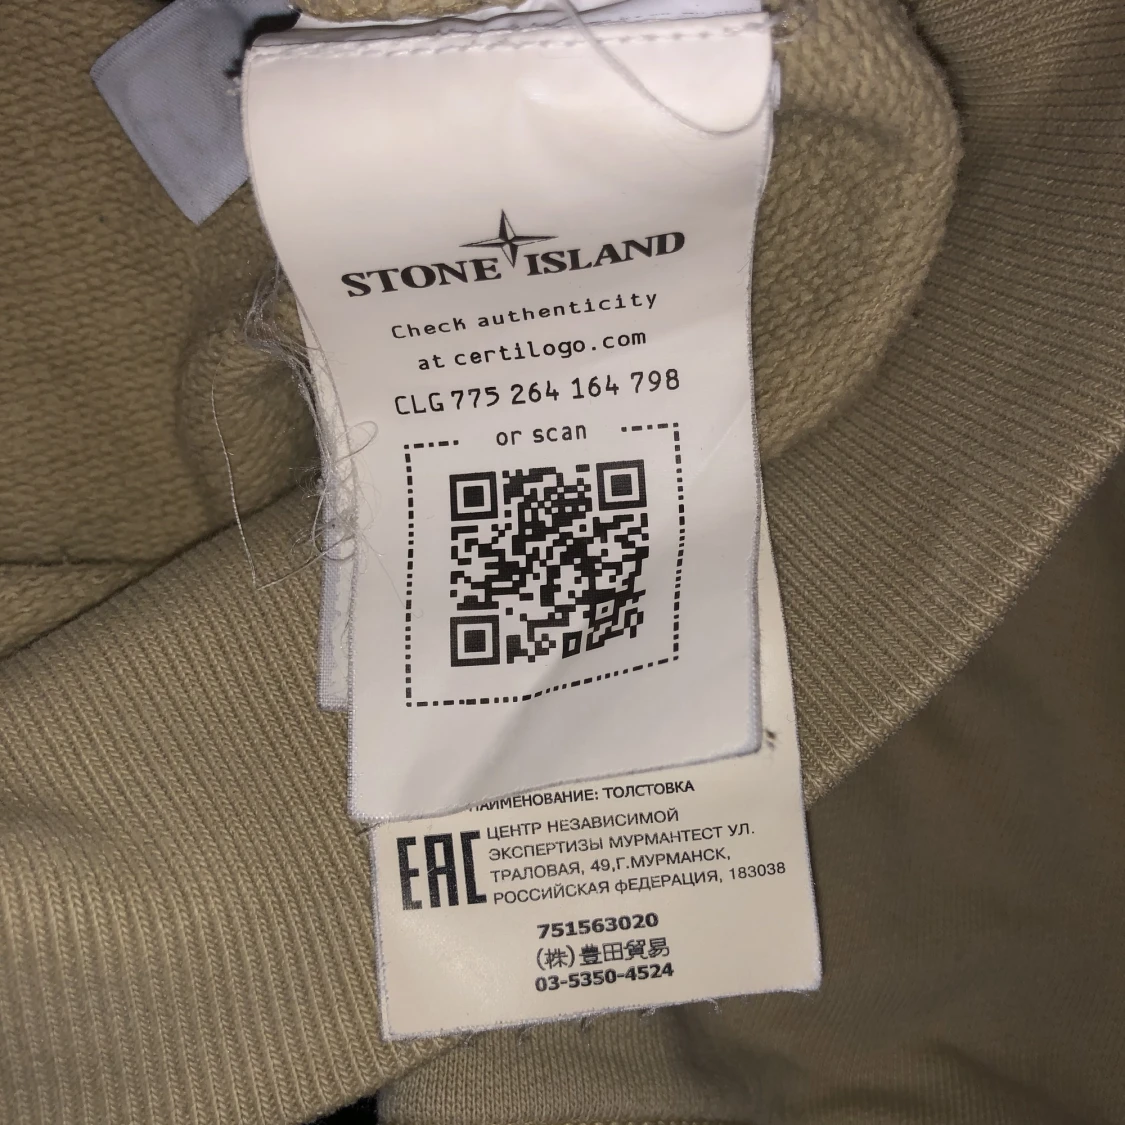 STONE ISLAND
Check authenticity
at certilogo.com
CLG 775 264 164 798
or scan
НАИМЕНОВАНИЕ: ТОЛСТОВКА
EAC
ЦЕНТР НЕЗАВИСИМОЙ
ЭКСПЕРТИЗЫ МУРМАНТЕСТ УЛ.
ТРАЛОВАЯ, 49,Г.МУРМАНСК,
РОССИЙСКАЯ ФЕДЕРАЦИЯ, 183038
751563020
(株)豊田貿易
03-5350-4524